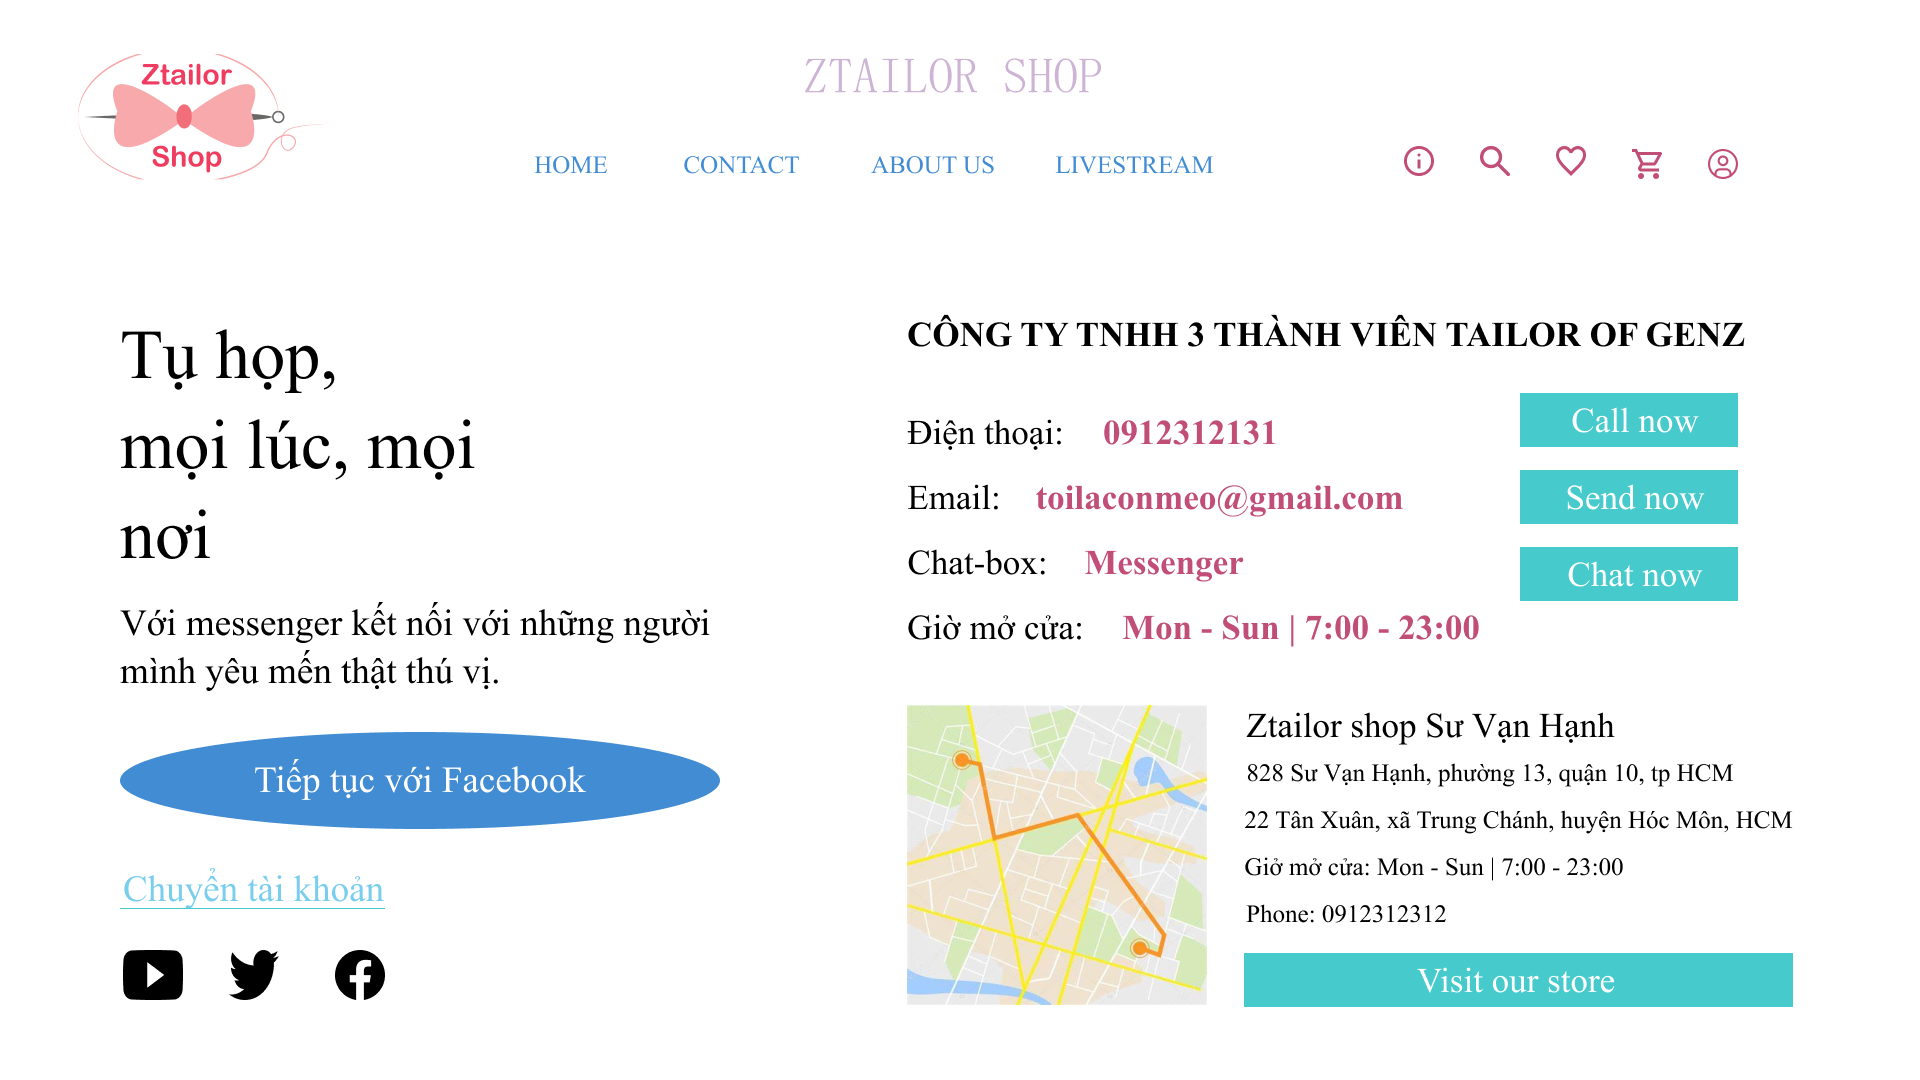 Ztailor
Shop
ZTAILOR SHOP
HOME
CONTACT
ABOUT US
LIVESTREAM
Tụ họp,
mọi lúc, mọi
nơi
Với messenger kết nối với những người
mình yêu mến thật thú vị.
Tiếp tục với Facebook
Chuyển tài khoản
CÔNG TY TNHH 3 THÀNH VIÊN TAILOR OF GENZ
Điện thoại: 0912312131
Call now
Email: toilaconmeo@gmail.com
Send now
Chat-box: Messenger
Chat now
Giờ mở cửa: Mon - Sun | 7:00 - 23:00
Ztailor shop Sư Vạn Hạnh
828 Sư Vạn Hạnh, phường 13, quận 10, tp HCM
22 Tân Xuân, xã Trung Chánh, huyện Hóc Môn, HCM
Giở mở cửa: Mon - Sun | 7:00 - 23:00
Phone: 0912312312
Visit our store